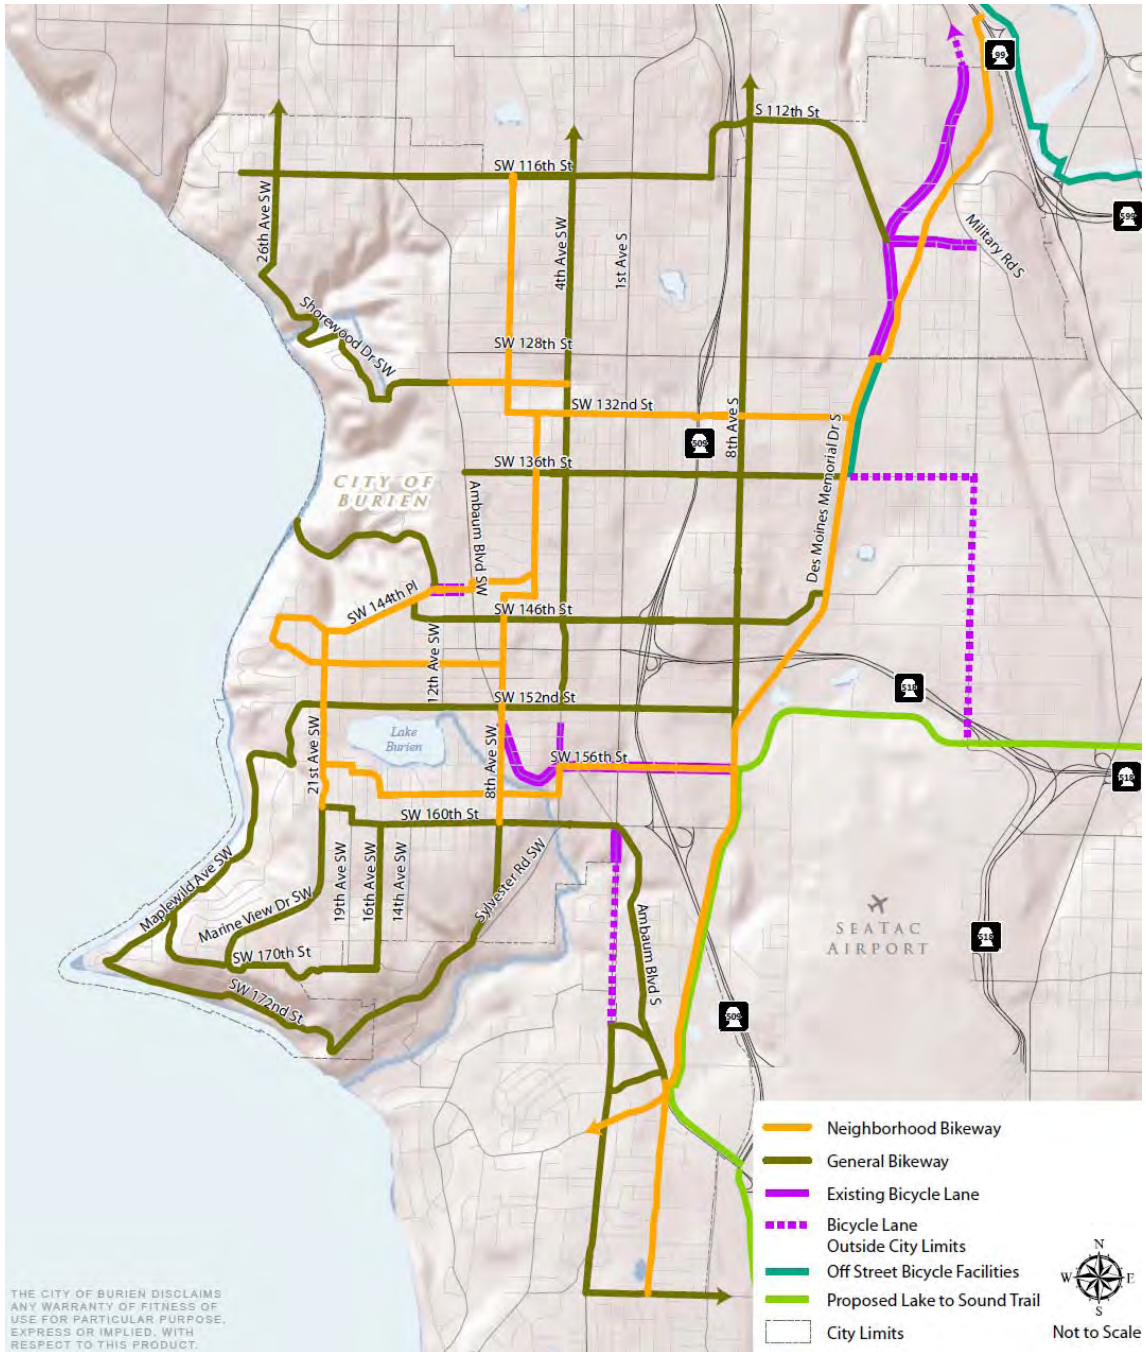 99
S 112th St
SW 116th St
599
26th Ave SW
4th Ave SW
1st Ave S
Military Rd S
Shorewood Dr SW
SW 128th St
SW 132nd St
8th Ave S
509
Des Moines Memorial Dr S
SW 136th St
CITY OF
BURIEN
Ambaum Blvd SW
SW 144th Pl
SW 146th St
12th Ave SW
518
SW 152nd St
Lake
Burien
21st Ave SW
8th Ave SW
SW 156th St
518
SW 160th St
Maplewild Ave SW
Marine View Dr SW
19th Ave SW
16th Ave SW
14th Ave SW
Sylvester Rd SW
SEATAC
AIRPORT
518
SW 170th St
Ambaum Blvd S
SW 172nd St
509
Neighborhood Bikeway
General Bikeway
Existing Bicycle Lane
Bicycle Lane
Outside City Limits
Off Street Bicycle Facilities
Proposed Lake to Sound Trail
City Limits
N
W E
S
Not to Scale
THE CITY OF BURIEN DISCLAIMS
ANY WARRANTY OF FITNESS OF
USE FOR PARTICULAR PURPOSE,
EXPRESS OR IMPLIED, WITH
RESPECT TO THIS PRODUCT.